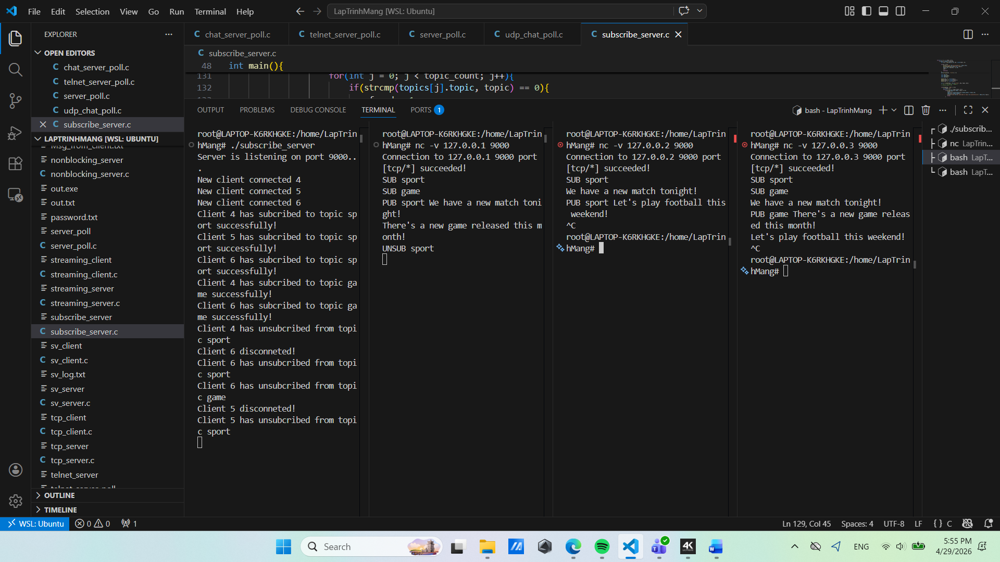 File Edit Selection View Go Run Terminal Help
LapTrinhMang [WSL: Ubuntu]
EXPLORER
OPEN EDITORS
C chat_server_poll.c
C telnet_server_poll.c
C server_poll.c
C udp_chat_poll.c
C subscribe_server.c
LAPTRINHMANG [WSL: UBUNTU]
Msg_from_client.txt
nonblocking_server
C nonblocking_server.c
out.exe
out.txt
password.txt
server_poll
C server_poll.c
streaming_client
C streaming_client.c
streaming_server
C streaming_server.c
subscribe_server
C subscribe_server.c
sv_client
C sv_client.c
sv_log.txt
sv_server
C sv_server.c
tcp_client
C tcp_client.c
tcp_server
C tcp_server.c
telnet_server
telnet_server_poll
OUTLINE
TIMELINE
C chat_server_poll.c C telnet_server_poll.c C server_poll.c C udp_chat_poll.c C subscribe_server.c
C subscribe_server.c
48 int main(){
131 for(int j = 0; j < topic_count; j++){
132 if(strcmp(topics[j].topic, topic) == 0){
OUTPUT PROBLEMS DEBUG CONSOLE TERMINAL PORTS 1
bash - LapTrinhMang
root@LAPTOP-K6RKHGKE:/home/LapTrin
hMang# ./subscribe_server
Server is listening on port 9000..
.
New client connected 4
New client connected 5
New client connected 6
Client 4 has subcribed to topic sp
ort successfully!
Client 5 has subcribed to topic sp
ort successfully!
Client 6 has subcribed to topic sp
ort successfully!
Client 4 has subcribed to topic ga
me successfully!
Client 6 has subcribed to topic ga
me successfully!
Client 4 has unsubcribed from topi
c sport
Client 6 disconneted!
Client 6 has unsubcribed from topi
c sport
Client 6 has unsubcribed from topi
c game
Client 5 disconneted!
Client 5 has unsubcribed from topi
c sport
root@LAPTOP-K6RKHGKE:/home/LapTrin
hMang# nc -v 127.0.0.1 9000
Connection to 127.0.0.1 9000 port
[tcp/*] succeeded!
SUB sport
SUB game
PUB sport We have a new match toni
ght!
There's a new game released this m
onth!
UNSUB sport
root@LAPTOP-K6RKHGKE:/home/LapTrin
hMang# nc -v 127.0.0.2 9000
Connection to 127.0.0.2 9000 port
[tcp/*] succeeded!
SUB sport
We have a new match tonight!
PUB sport Let's play football this
weekend!
^C
root@LAPTOP-K6RKHGKE:/home/LapTrin
hMang#
root@LAPTOP-K6RKHGKE:/home/LapTrin
hMang# nc -v 127.0.0.3 9000
Connection to 127.0.0.3 9000 port
[tcp/*] succeeded!
SUB sport
SUB game
We have a new match tonight!
PUB game There's a new game releas
ed this month!
Let's play football this weekend!
^C
root@LAPTOP-K6RKHGKE:/home/LapTrin
hMang#
./subscrib...
nc LapTrin...
bash LapT...
bash LapT...
WSL: Ubuntu 0 0 1
Ln 129, Col 45 Spaces: 4 UTF-8 LF {} C
Search
4K
ENG
5:55 PM
4/29/2026